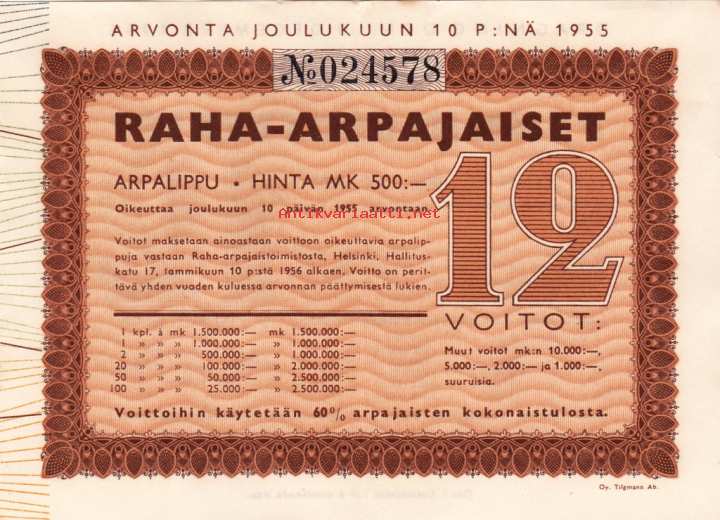 ARVONTA JOULUKUUN 10 P:NÄ 1955
№024578
RAHA-ARPAJAISET
ARPALIPPU • HINTA MK 500:—
12
Oikeuttaa joulukuun 10 päivän 1955 arvontaan
Antikvariaatti.net
Voitot maksetaan ainoastaan voittoon oikeuttavia arpalip-
puja vastaan Raha-arpajaistoimistosta, Helsinki, Hallitus-
katu 17, tammikuun 10 p:stä 1956 alkaen. Voitto on perit-
tävä yhden vuoden kuluessa arvonnan päättymisestä lukien.
VOITOT:
1 kpl. à mk 1.500.000:— mk 1.500.000:—
1 » » » 1.000.000:— » 1.000.000:—
2 » » » 500.000:— » 1.000.000:—
20 » » » 100.000:— » 2.000.000:—
50 » » » 50.000:— » 2.500.000:—
100 » » » 25.000:— » 2.500.000:—
Muut voitot mk:n 10.000:—,
5.000:—, 2.000:— ja 1.000:—,
suuruisia.
Voittoihin käytetään 60% arpajaisten kokonaistulosta.
Oy. Tilgmann Ab.